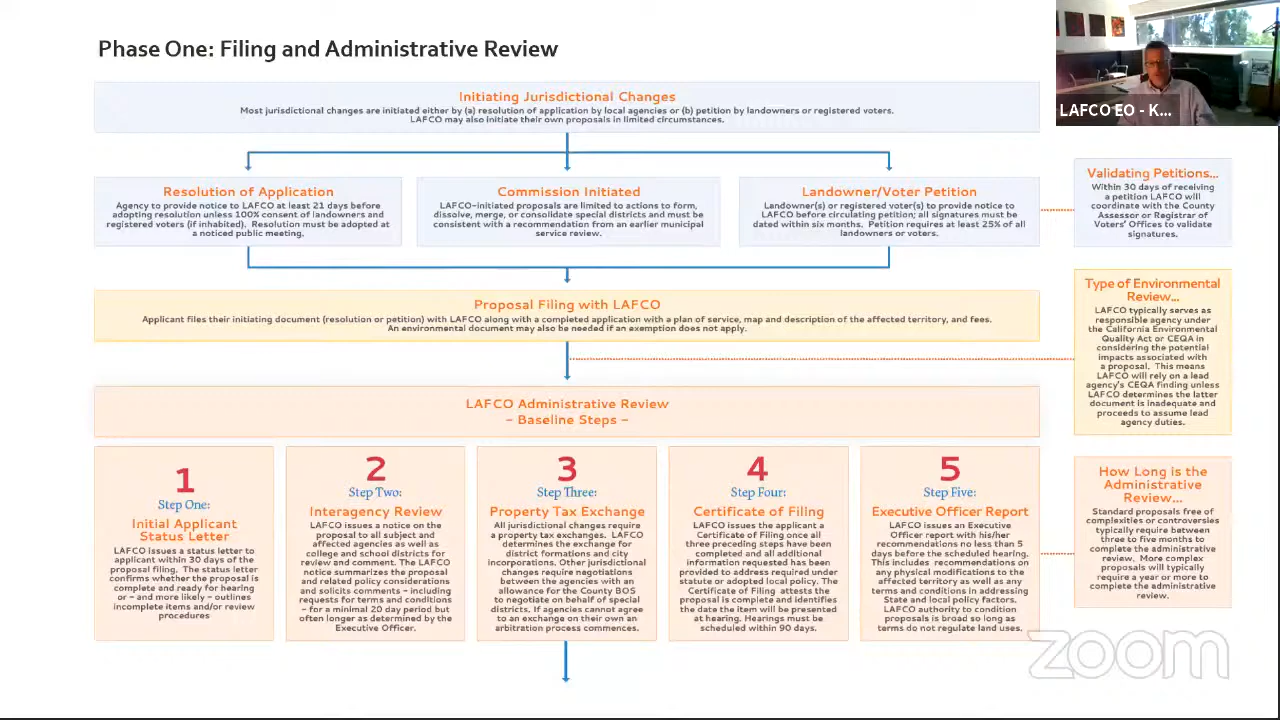 Phase One: Filing and Administrative Review
LAFCO EO - K...
Initiating Jurisdictional Changes
Most jurisdictional changes are initiated either by (a) resolution of application by local agencies or (b) petition by landowners or registered voters.
LAFCO may also initiate their own proposals in limited circumstances.
Resolution of Application
Agency to provide notice to LAFCO at least 21 days before
adopting resolution unless 100% consent of landowners and
registered voters (if inhabited). Resolution must be adopted at
a noticed public meeting.
Commission Initiated
LAFCO-initiated proposals are limited to actions to form,
dissolve, merge, or consolidate special districts and must be
consistent with a recommendation from an earlier municipal
service review.
Landowner/Voter Petition
Landowner(s) or registered voter(s) to provide notice to
LAFCO before circulating petition; all signatures must be
dated within six months. Petition requires at least 25% of all
landowners or voters.
Validating Petitions...
Within 30 days of receiving
a petition LAFCO will
coordinate with the County
Assessor or Registrar of
Voters' Offices to validate
signatures.
Proposal Filing with LAFCO
Applicant files their initiating document (resolution or petition) with LAFCO along with a completed application with a plan of service, map and description of the affected territory, and fees.
An environmental document may also be needed if an exemption does not apply.
Type of Environmental
Review...
LAFCO typically serves as
responsible agency under
the California Environmental
Quality Act or CEQA in
considering the potential
impacts associated with
a proposal. This means
LAFCO will rely on a lead
agency's CEQA finding unless
LAFCO determines the latter
document is inadequate and
proceeds to assume lead
agency duties.
LAFCO Administrative Review
– Baseline Steps –
1
Step One:
Initial Applicant
Status Letter
LAFCO issues a status letter to
applicant within 30 days of the
proposal filing. The status letter
confirms whether the proposal is
complete and ready for hearing
or – and more likely – outlines
incomplete items and/or review
procedures
2
Step Two:
Interagency Review
LAFCO issues a notice on the
proposal to all subject and
affected agencies as well as
college and school districts for
review and comment. The LAFCO
notice summarizes the proposal
and related policy considerations
and solicits comments – including
requests for terms and conditions
– for a minimal 20 day period but
often longer as determined by the
Executive Officer.
3
Step Three:
Property Tax Exchange
All jurisdictional changes require
a property tax exchanges. LAFCO
determines the exchange for
district formations and city
incorporations. Other jurisdictional
changes require negotiations
between the agencies with an
allowance for the County BOS
to negotiate on behalf of special
districts. If agencies cannot agree
to an exchange on their own an
arbitration process commences.
4
Step Four:
Certificate of Filing
LAFCO issues the applicant a
Certificate of Filing once all
three preceding steps have been
completed and all additional
information requested has been
provided to address required under
statute or adopted local policy. The
Certificate of Filing attests the
proposal is complete and identifies
the date the item will be presented
at hearing. Hearings must be
scheduled within 90 days.
5
Step Five:
Executive Officer Report
LAFCO issues an Executive
Officer report with his/her
recommendations no less than 5
days before the scheduled hearing.
This includes recommendations on
any physical modifications to the
affected territory as well as any
terms and conditions in addressing
State and local policy factors.
LAFCO authority to condition
proposals is broad so long as
terms do not regulate land uses.
How Long is the
Administrative
Review...
Standard proposals free of
complexities or controversies
typically require between
three to five months to
complete the administrative
review. More complex
proposals will typically
require a year or more to
complete the administrative
review.
zoom